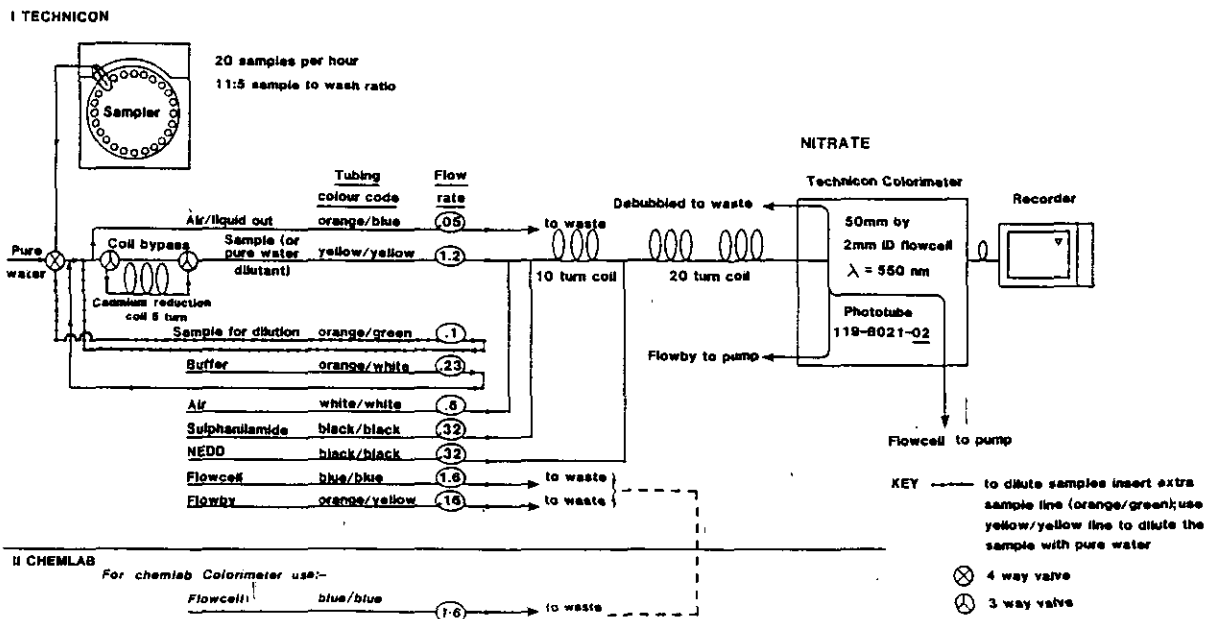 I TECHNICON
20 samples per hour
11:5 sample to wash ratio
Sampler
NITRATE
Technicon Colorimeter
Recorder
50mm by
2mm ID flowcell
λ = 550 nm
Phototube
119-6021-02
Debubbled to waste
Flowby to pump
Flowcell to pump
Tubing
colour code
Flow
rate
Air/liquid out orange/blue .05 to waste
Pure
water
Coil bypass
Sample (or
pure water
dilutant) yellow/yellow 1.2
10 turn coil
20 turn coil
Cadmium reduction
coil 5 turn
Sample for dilution orange/green .1
Buffer orange/white .23
Air white/white .6
Sulphanilamide black/black .32
NEDD black/black .32
Flowcell blue/blue 1.6 to waste
Flowby orange/yellow .16 to waste
KEY to dilute samples insert extra
sample line (orange/green);use
yellow/yellow line to dilute the
sample with pure water
4 way valve
3 way valve
II CHEMLAB
For chemlab Colorimeter use:-
Flowcell blue/blue 1.6 to waste